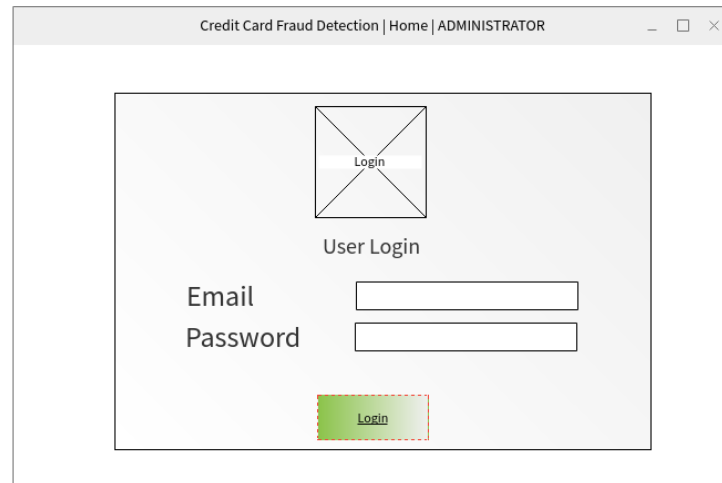 Credit Card Fraud Detection | Home | ADMINISTRATOR
Login
User Login
Email
Password
Login